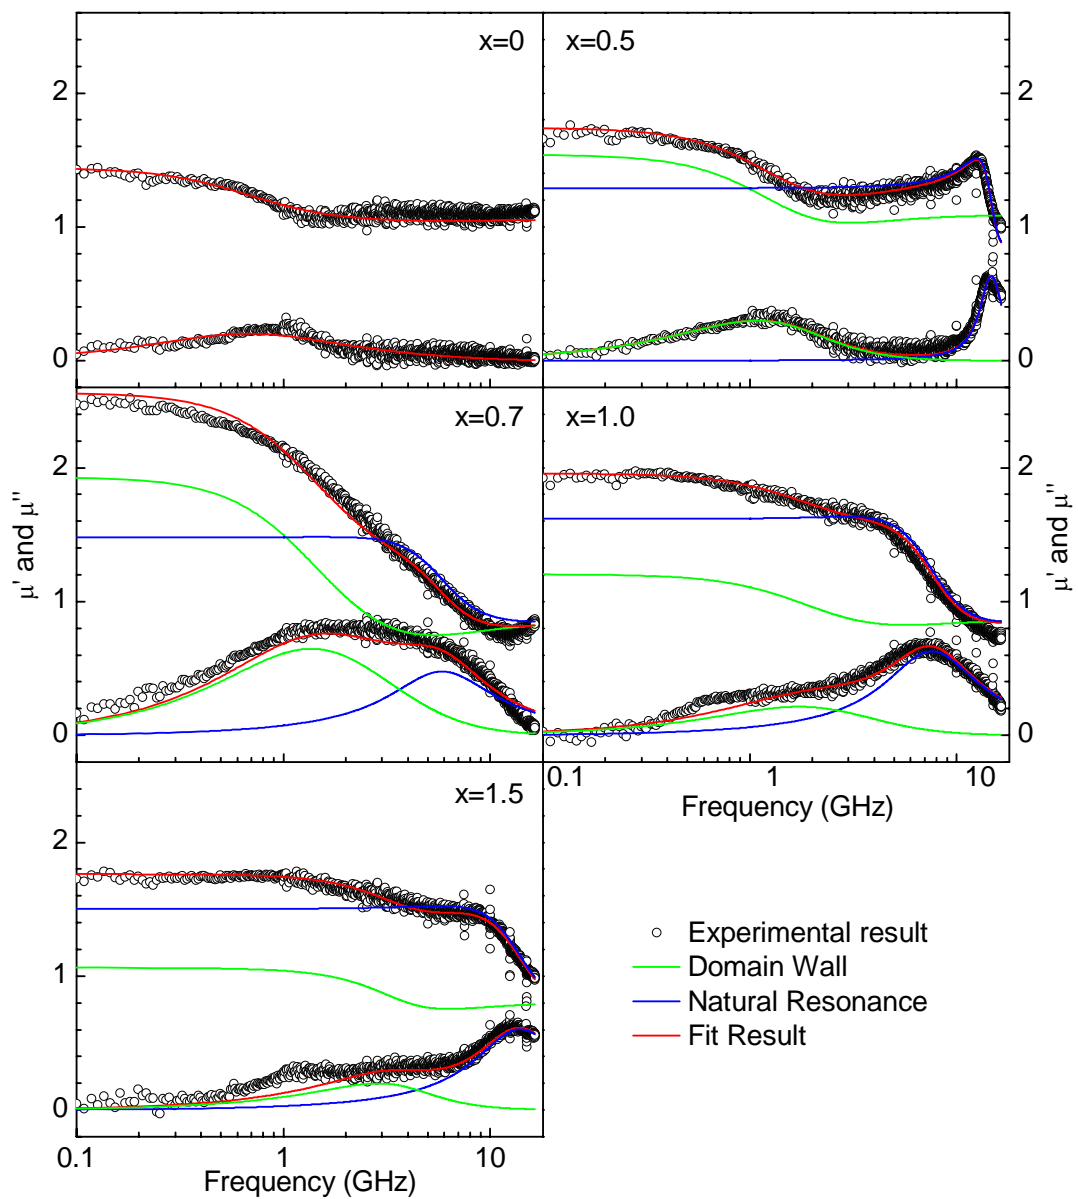 x=0
x=0.5
2
1
0
2
1
0
x=0.7
x=1.0
μ' and μ''
2
1
0
2
1
0
μ' and μ''
0.1
1
10
Frequency (GHz)
x=1.5
2
1
0
0.1
1
10
Frequency (GHz)
Experimental result
Domain Wall
Natural Resonance
Fit Result